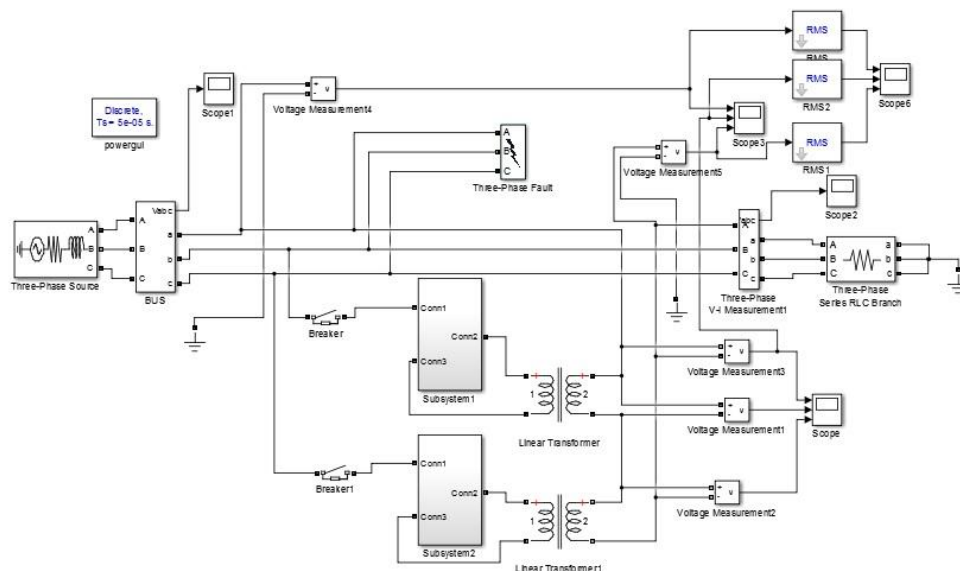 Discrete,
Ts = 5e-05 s.
powergui
Scope1
+
-
v
Voltage Measurement4
RMS
RMS
RMS2
RMS
RMS1
Scope6
Scope3
A
B
C
Three-Phase Fault
+
-
v
Voltage Measurement5
Scope2
A
B
C
Three-Phase Source
Vabc
A
B
C
a
b
c
BUS
Vabc
A
B
C
a
b
c
Three-Phase
V-I Measurement1
A
B
C
a
b
c
Three-Phase
Series RLC Branch
Breaker
Conn1
Conn2
Conn3
Subsystem1
+
+
1
2
Linear Transformer
+
-
v
Voltage Measurement3
+
-
v
Voltage Measurement1
Scope
Breaker1
Conn1
Conn2
Conn3
Subsystem2
+
+
1
2
Linear Transformer1
+
-
v
Voltage Measurement2